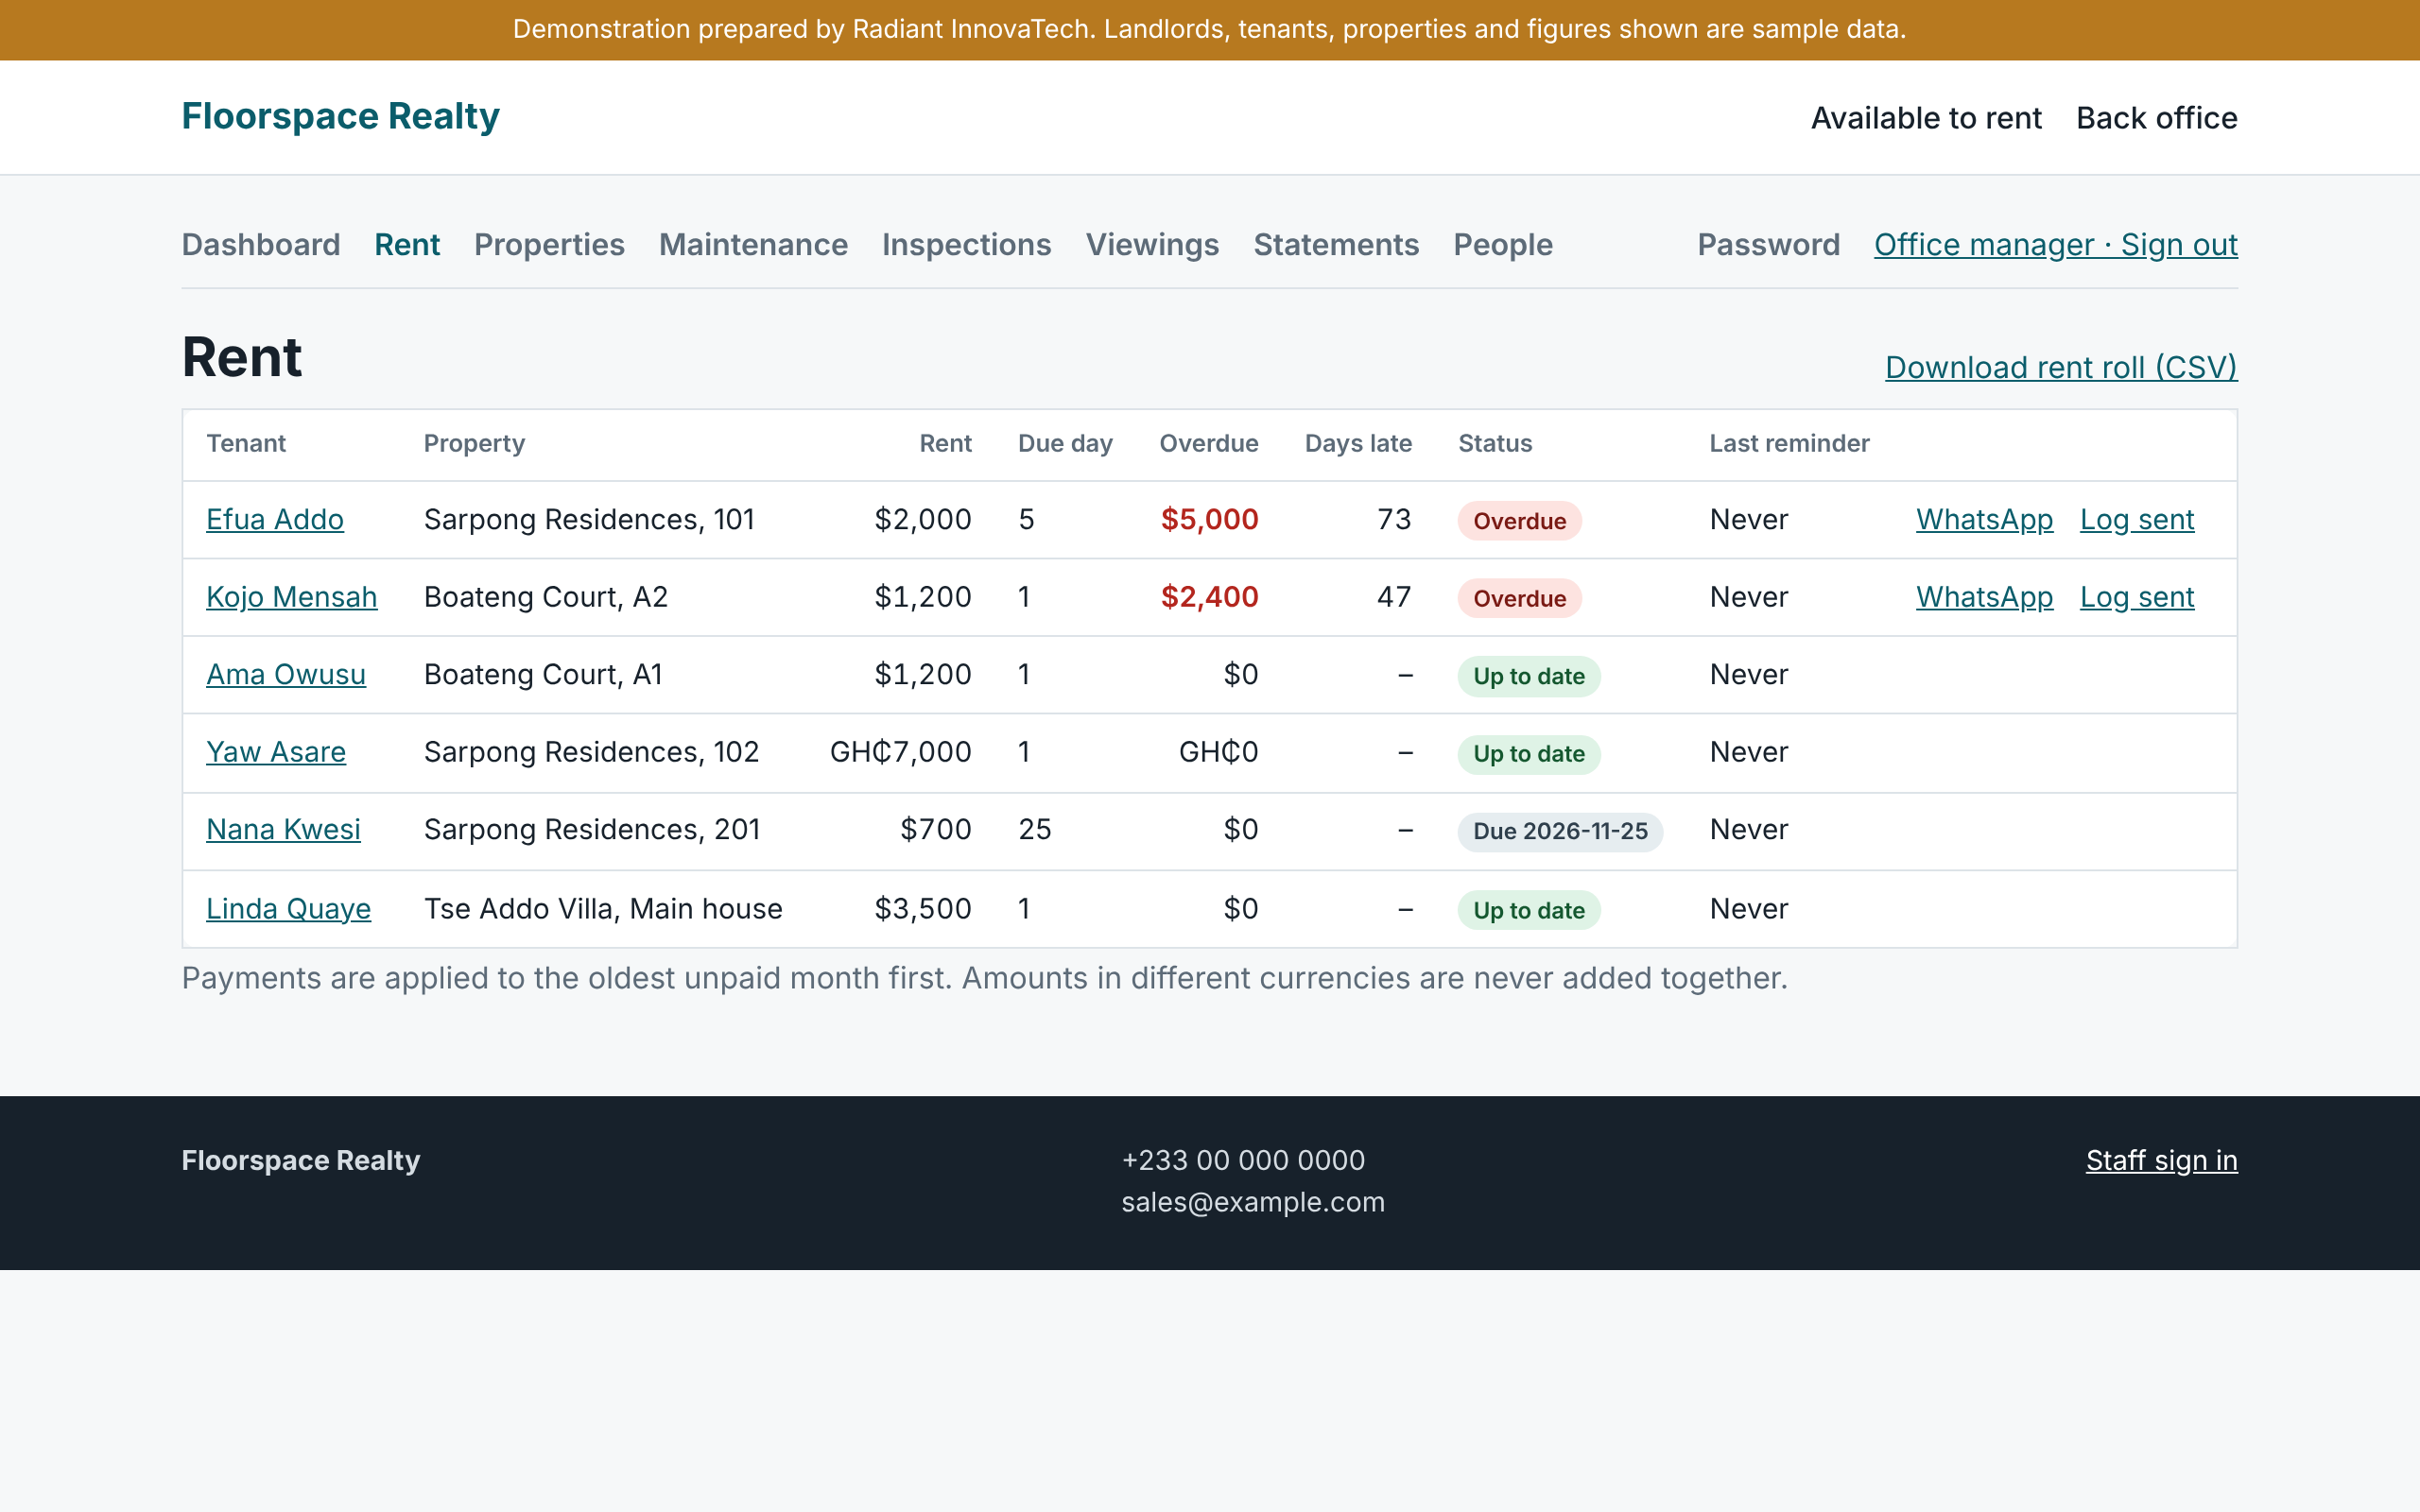 Demonstration prepared by Radiant InnovaTech. Landlords, tenants, properties and figures shown are sample data.
Floorspace Realty Available to rent Back office
Dashboard Rent Properties Maintenance Inspections Viewings Statements People Password Office manager · Sign out
Rent Download rent roll (CSV)
Tenant Property Rent Due day Overdue Days late Status Last reminder
Efua Addo Sarpong Residences, 101 $2,000 5 $5,000 73 Overdue Never WhatsApp Log sent
Kojo Mensah Boateng Court, A2 $1,200 1 $2,400 47 Overdue Never WhatsApp Log sent
Ama Owusu Boateng Court, A1 $1,200 1 $0 – Up to date Never
Yaw Asare Sarpong Residences, 102 GH₵7,000 1 GH₵0 – Up to date Never
Nana Kwesi Sarpong Residences, 201 $700 25 $0 – Due 2026-11-25 Never
Linda Quaye Tse Addo Villa, Main house $3,500 1 $0 – Up to date Never
Payments are applied to the oldest unpaid month first. Amounts in different currencies are never added together.
Floorspace Realty +233 00 000 0000 Staff sign in
sales@example.com